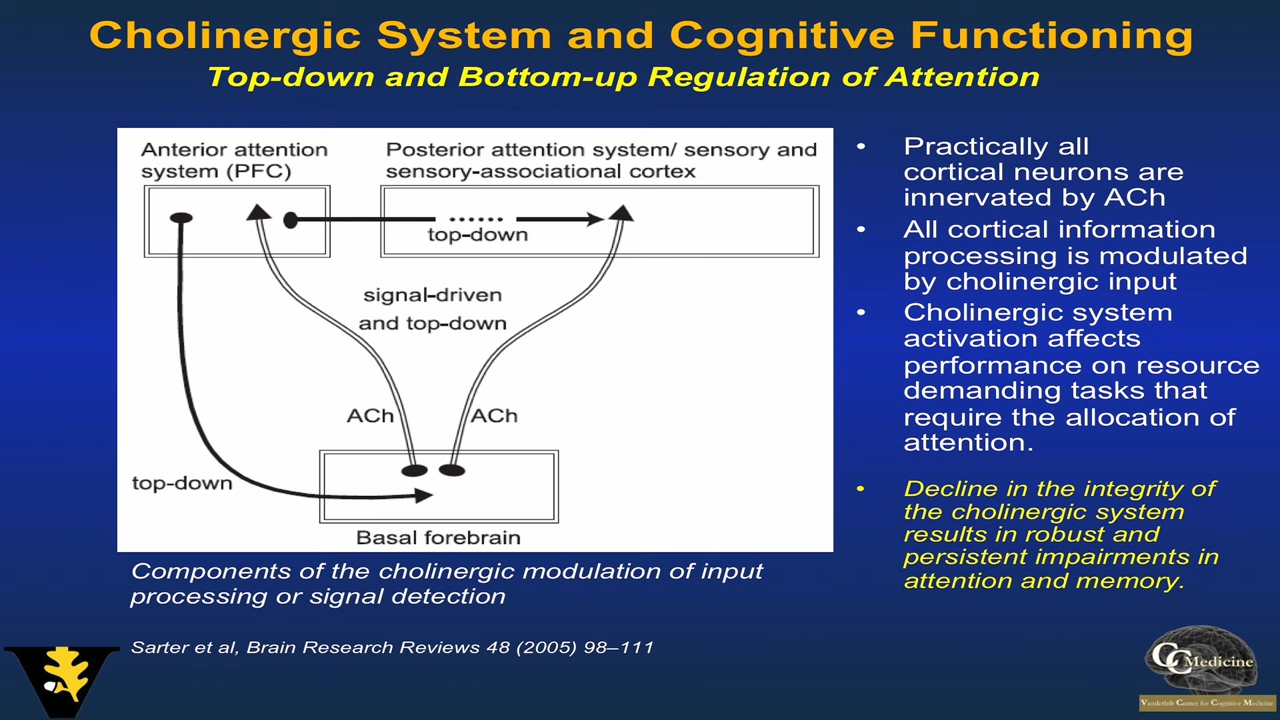 Cholinergic System and Cognitive Functioning
Top-down and Bottom-up Regulation of Attention
Anterior attention
system (PFC)
Posterior attention system/ sensory and
sensory-associational cortex
top-down
signal-driven
and top-down
ACh
ACh
top-down
Basal forebrain
Components of the cholinergic modulation of input
processing or signal detection
Sarter et al, Brain Research Reviews 48 (2005) 98–111
• Practically all
cortical neurons are
innervated by ACh
• All cortical information
processing is modulated
by cholinergic input
• Cholinergic system
activation affects
performance on resource
demanding tasks that
require the allocation of
attention.
• Decline in the integrity of
the cholinergic system
results in robust and
persistent impairments in
attention and memory.
V
CC Medicine
Vanderbilt Center for Cognitive Medicine